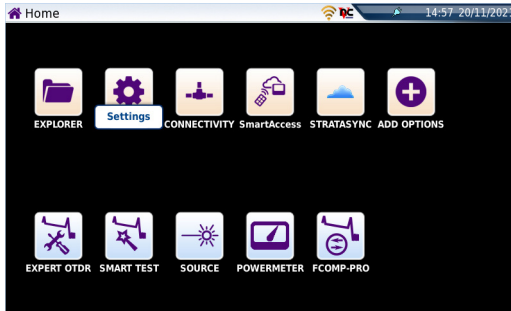 Home
14:57 20/11/202
EXPLORER
Settings
CONNECTIVITY
SmartAccess
STRATASYNC
ADD OPTIONS
EXPERT OTDR
SMART TEST
SOURCE
POWERMETER
FCOMP-PRO